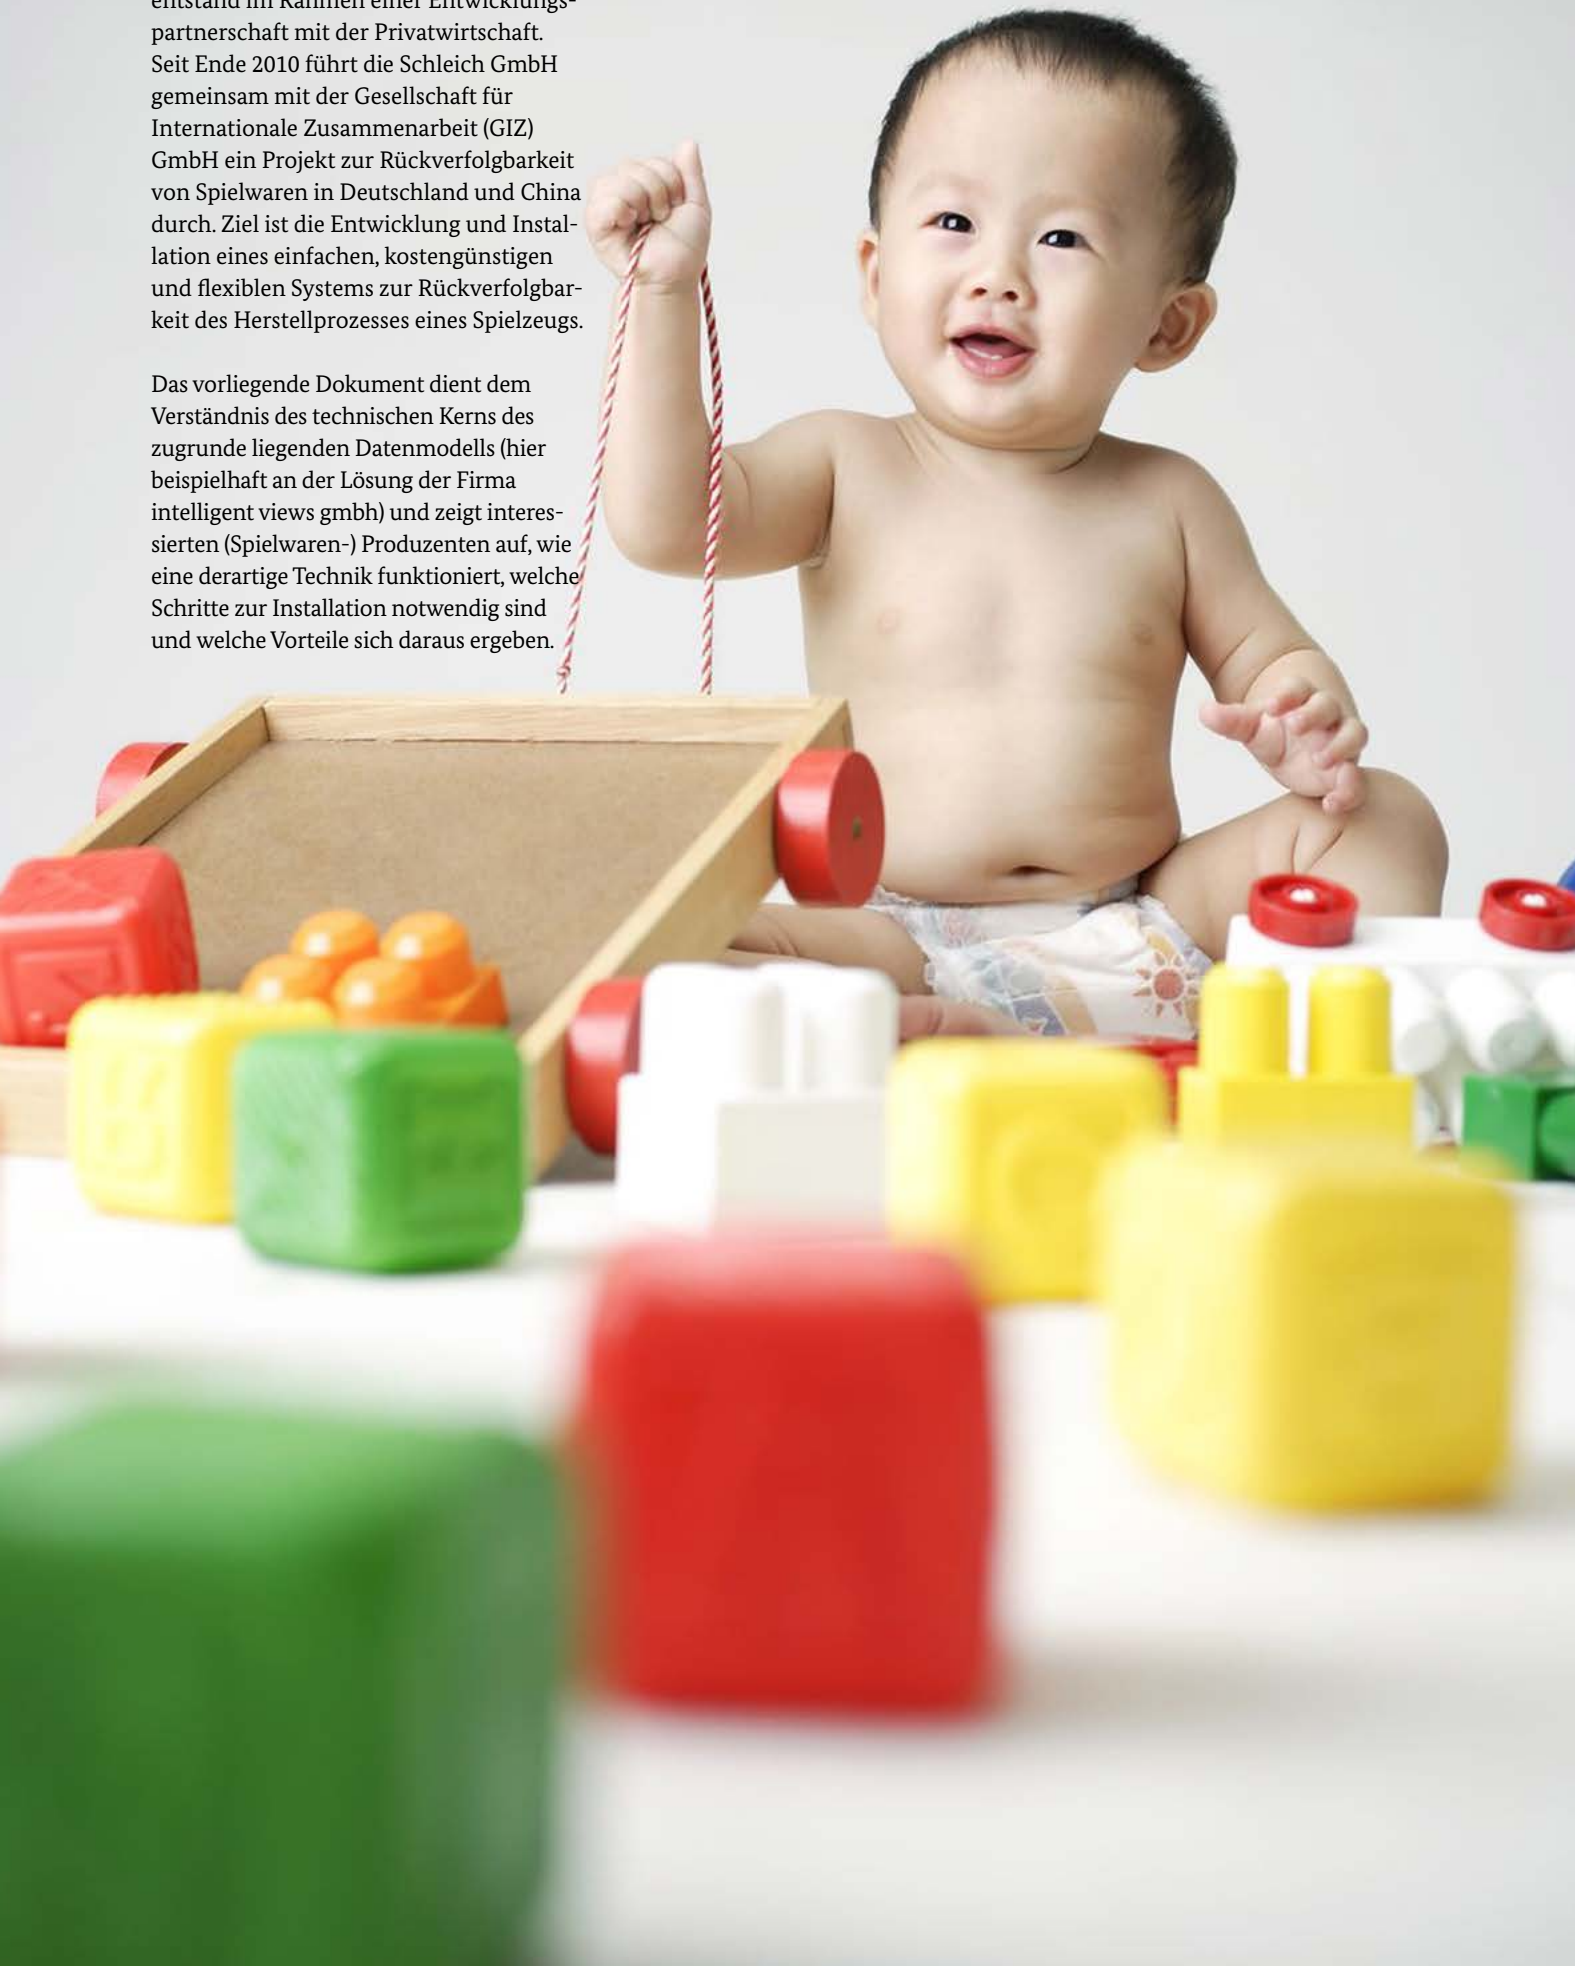 entstand im Rahmen einer Entwicklungs-
partnerschaft mit der Privatwirtschaft.
Seit Ende 2010 führt die Schleich GmbH
gemeinsam mit der Gesellschaft für
Internationale Zusammenarbeit (GIZ)
GmbH ein Projekt zur Rückverfolgbarkeit
von Spielwaren in Deutschland und China
durch. Ziel ist die Entwicklung und Instal-
lation eines einfachen, kostengünstigen
und flexiblen Systems zur Rückverfolgbar-
keit des Herstellprozesses eines Spielzeugs.
Das vorliegende Dokument dient dem
Verständnis des technischen Kerns des
zugrunde liegenden Datenmodells (hier
beispielhaft an der Lösung der Firma
intelligent views gmbh) und zeigt interes-
sierten (Spielwaren-) Produzenten auf, wie
eine derartige Technik funktioniert, welche
Schritte zur Installation notwendig sind
und welche Vorteile sich daraus ergeben.